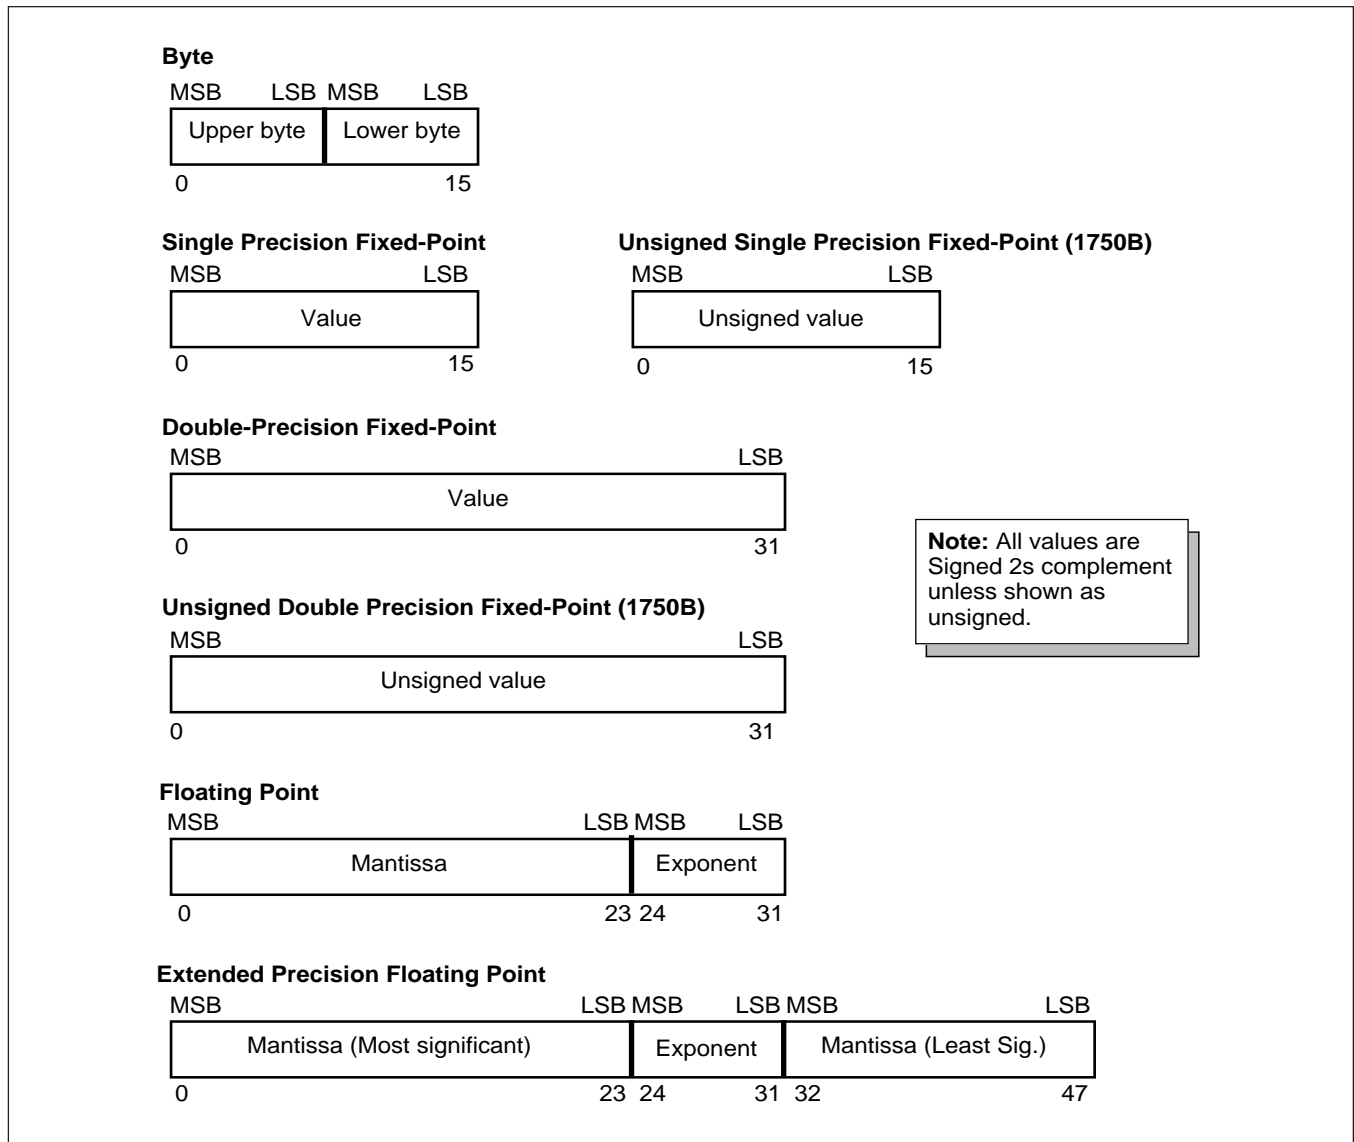 Byte
MSB LSB MSB LSB
Upper byte Lower byte
0 15
Single Precision Fixed-Point
MSB LSB
Value
0 15
Unsigned Single Precision Fixed-Point (1750B)
MSB LSB
Unsigned value
0 15
Double-Precision Fixed-Point
MSB LSB
Value
0 31
Note: All values are
Signed 2s complement
unless shown as
unsigned.
Unsigned Double Precision Fixed-Point (1750B)
MSB LSB
Unsigned value
0 31
Floating Point
MSB LSB MSB LSB
Mantissa Exponent
0 23 24 31
Extended Precision Floating Point
MSB LSB MSB LSB MSB LSB
Mantissa (Most significant) Exponent Mantissa (Least Sig.)
0 23 24 31 32 47